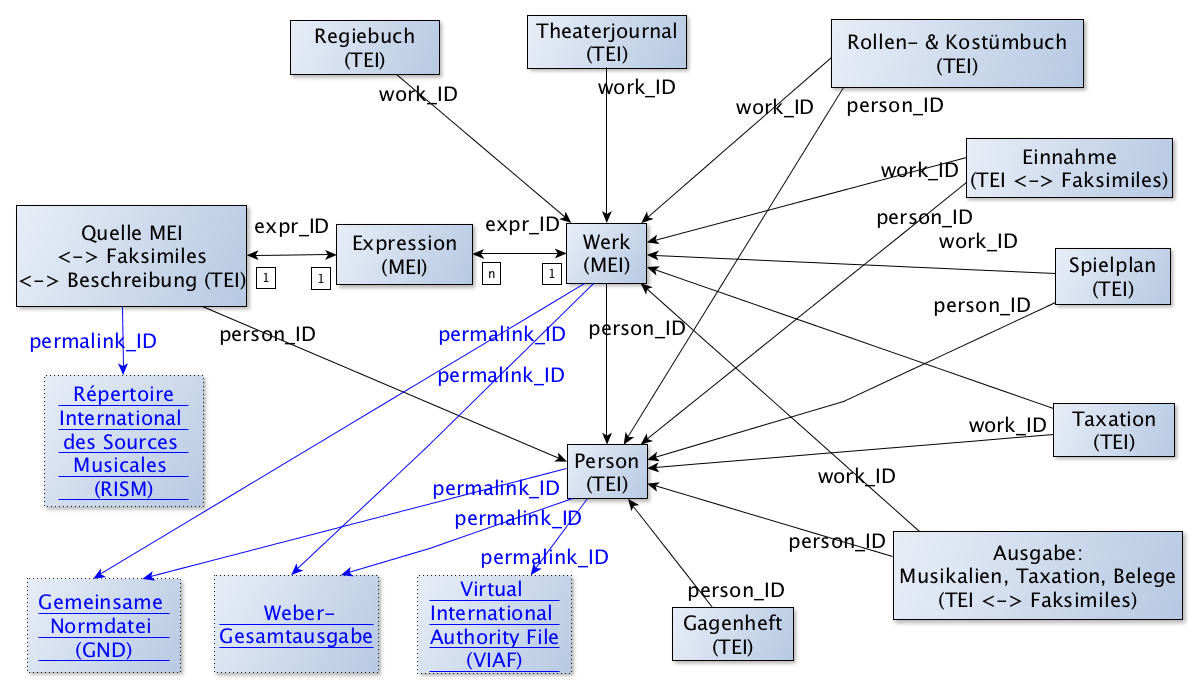 Regiebuch
(TEI)
Theaterjournal
(TEI)
Rollen- & Kostümbuch
(TEI)
work_ID
work_ID
work_ID
person_ID
Einnahme
(TEI <-> Faksimiles)
work_ID
person_ID
Quelle MEI
<-> Faksimiles
<-> Beschreibung (TEI)
expr_ID
1
1
Expression
(MEI)
expr_ID
n
1
Werk
(MEI)
work_ID
Spielplan
(TEI)
person_ID
permalink_ID
person_ID
permalink_ID
person_ID
permalink_ID
Répertoire
International
des Sources
Musicales
(RISM)
Taxation
(TEI)
work_ID
Person
(TEI)
work_ID
permalink_ID
permalink_ID
permalink_ID
person_ID
Ausgabe:
Musikalien, Taxation, Belege
(TEI <-> Faksimiles)
person_ID
Gemeinsame
Normdatei
(GND)
Weber-
Gesamtausgabe
Virtual
International
Authority File
(VIAF)
Gagenheft
(TEI)